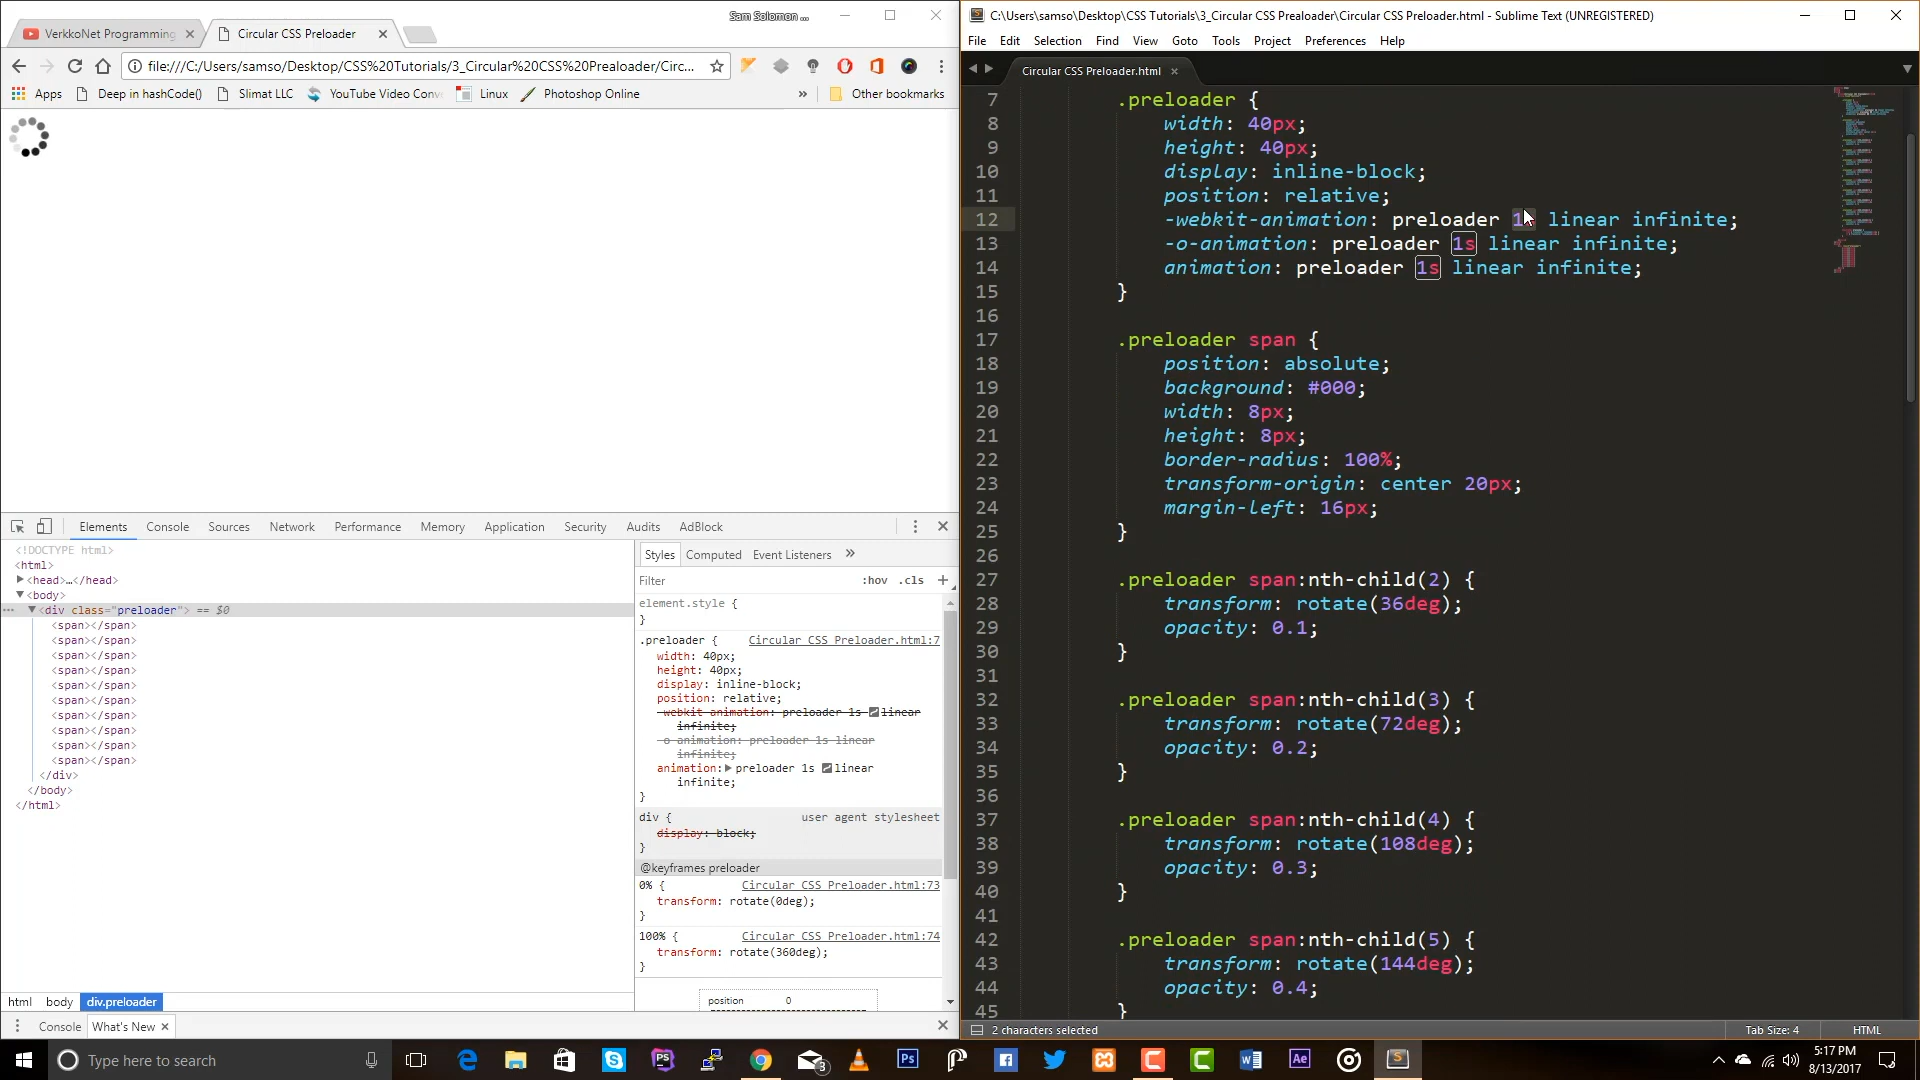 Sam Solomon ...
VerkkoNet Programming
Circular CSS Preloader
file:///C:/Users/samso/Desktop/CSS%20Tutorials/3_Circular%20CSS%20Prealoader/Circ...
Apps
Deep in hashCode()
Slimat LLC
YouTube Video Conv
Linux
Photoshop Online
»
Other bookmarks
Elements
Console
Sources
Network
Performance
Memory
Application
Security
Audits
AdBlock
<!DOCTYPE html>
<html>
<head>…</head>
<body>
<div class="preloader"> == $0
<span></span>
<span></span>
<span></span>
<span></span>
<span></span>
<span></span>
<span></span>
<span></span>
<span></span>
<span></span>
</div>
</body>
</html>
html
body
div.preloader
Styles
Computed
Event Listeners
»
Filter
:hov
.cls
+
element.style {
}
.preloader {
Circular CSS Preloader.html:7
width: 40px;
height: 40px;
display: inline-block;
position: relative;
-webkit-animation: preloader 1s linear
infinite;
-o-animation: preloader 1s linear
infinite;
animation: preloader 1s linear
infinite;
}
div {
user agent stylesheet
display: block;
}
@keyframes preloader
0% {
Circular CSS Preloader.html:73
transform: rotate(0deg);
}
100% {
Circular CSS Preloader.html:74
transform: rotate(360deg);
}
position 0
Console
What's New
C:\Users\samso\Desktop\CSS Tutorials\3_Circular CSS Prealoader\Circular CSS Preloader.html - Sublime Text (UNREGISTERED)
File
Edit
Selection
Find
View
Goto
Tools
Project
Preferences
Help
Circular CSS Preloader.html
7 .preloader {
8 width: 40px;
9 height: 40px;
10 display: inline-block;
11 position: relative;
12 -webkit-animation: preloader 1s linear infinite;
13 -o-animation: preloader 1s linear infinite;
14 animation: preloader 1s linear infinite;
15 }
16
17 .preloader span {
18 position: absolute;
19 background: #000;
20 width: 8px;
21 height: 8px;
22 border-radius: 100%;
23 transform-origin: center 20px;
24 margin-left: 16px;
25 }
26
27 .preloader span:nth-child(2) {
28 transform: rotate(36deg);
29 opacity: 0.1;
30 }
31
32 .preloader span:nth-child(3) {
33 transform: rotate(72deg);
34 opacity: 0.2;
35 }
36
37 .preloader span:nth-child(4) {
38 transform: rotate(108deg);
39 opacity: 0.3;
40 }
41
42 .preloader span:nth-child(5) {
43 transform: rotate(144deg);
44 opacity: 0.4;
45 }
2 characters selected
Tab Size: 4
HTML
Type here to search
3
5:17 PM
8/13/2017